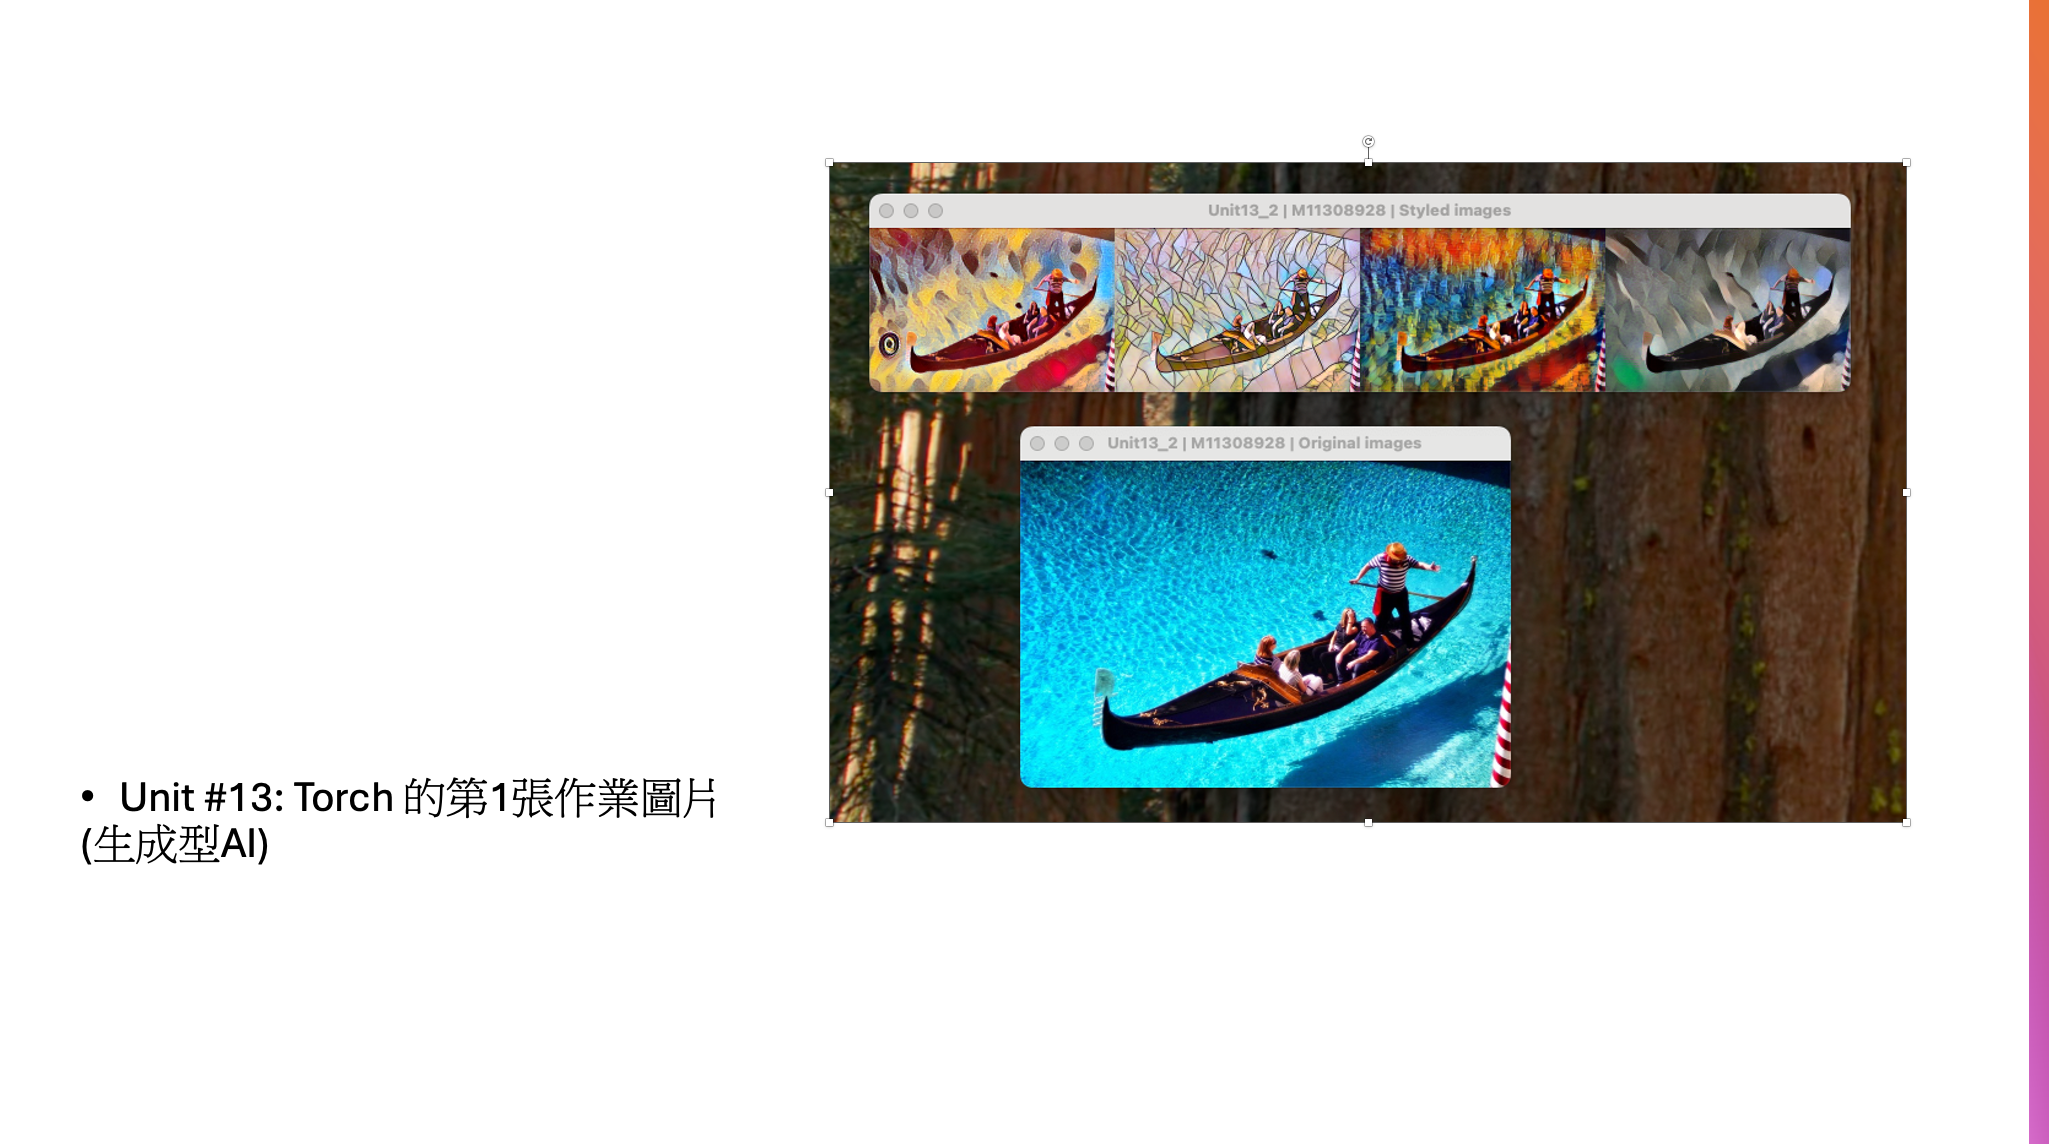 Unit13_2 | M11308928 | Styled images
Unit13_2 | M11308928 | Original images
• Unit #13: Torch 的第1張作業圖片
(生成型AI)